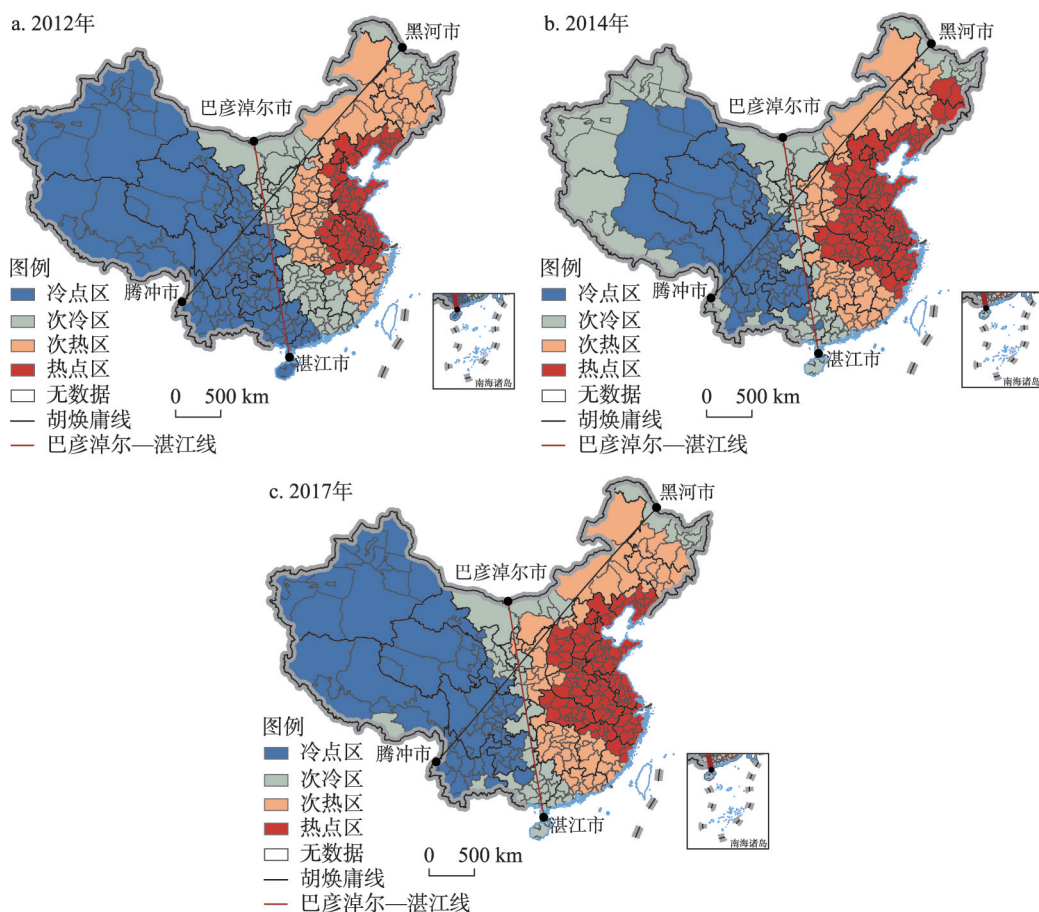 a. 2012年
黑河市
巴彦淖尔市
腾冲市
湛江市
图例
冷点区
次冷区
次热区
热点区
无数据
胡焕庸线
巴彦淖尔—湛江线
0 500 km
南海诸岛
b. 2014年
黑河市
巴彦淖尔市
腾冲市
湛江市
图例
冷点区
次冷区
次热区
热点区
无数据
胡焕庸线
巴彦淖尔—湛江线
0 500 km
南海诸岛
c. 2017年
黑河市
巴彦淖尔市
腾冲市
湛江市
图例
冷点区
次冷区
次热区
热点区
无数据
胡焕庸线
巴彦淖尔—湛江线
0 500 km
南海诸岛